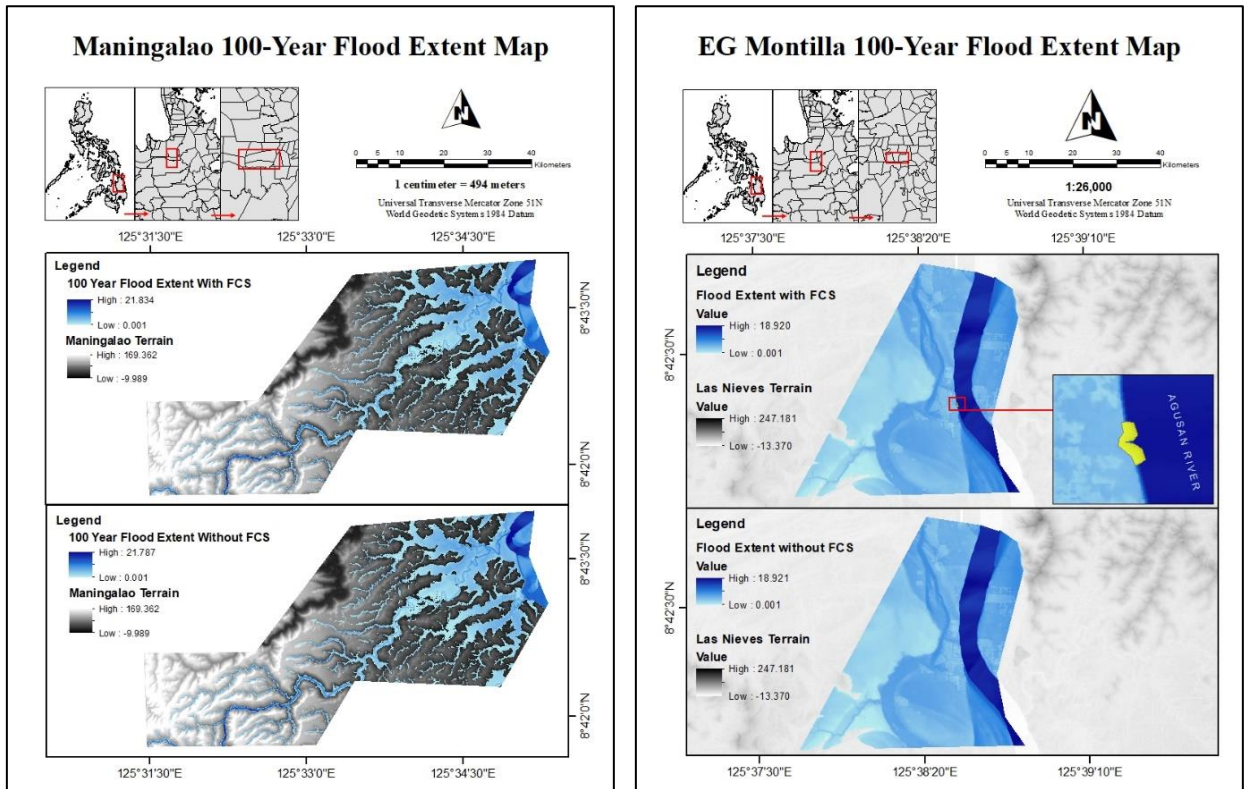 Maningalao 100-Year Flood Extent Map
N
0 5 10 20 30 40
Kilometers
1 centimeter = 494 meters
Universal Transverse Mercator Zone 51N
World Geodetic Systems 1984 Datum
125°31'30"E 125°33'0"E 125°34'30"E
Legend
100 Year Flood Extent With FCS
High : 21.834
Low : 0.001
Maningalao Terrain
High : 169.362
Low : -9.989
8°43'30"N
8°42'0"N
Legend
100 Year Flood Extent Without FCS
High : 21.787
Low : 0.001
Maningalao Terrain
High : 169.362
Low : -9.989
8°43'30"N
8°42'0"N
125°31'30"E 125°33'0"E 125°34'30"E
EG Montilla 100-Year Flood Extent Map
N
0 5 10 20 30 40
Kilometers
1:26,000
Universal Transverse Mercator Zone 51N
World Geodetic Systems 1984 Datum
125°37'30"E 125°38'20"E 125°39'10"E
Legend
Flood Extent with FCS
Value
High : 18.920
Low : 0.001
Las Nieves Terrain
Value
High : 247.181
Low : -13.370
8°42'30"N
AGUSAN RIVER
Legend
Flood Extent without FCS
Value
High : 18.921
Low : 0.001
Las Nieves Terrain
Value
High : 247.181
Low : -13.370
8°42'30"N
125°37'30"E 125°38'20"E 125°39'10"E